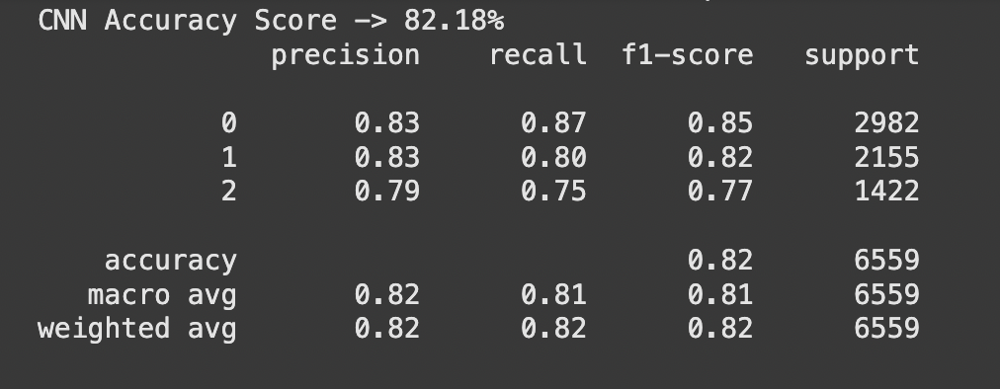 CNN Accuracy Score -> 82.18%
precision recall f1-score support
0 0.83 0.87 0.85 2982
1 0.83 0.80 0.82 2155
2 0.79 0.75 0.77 1422
accuracy 0.82 6559
macro avg 0.82 0.81 0.81 6559
weighted avg 0.82 0.82 0.82 6559